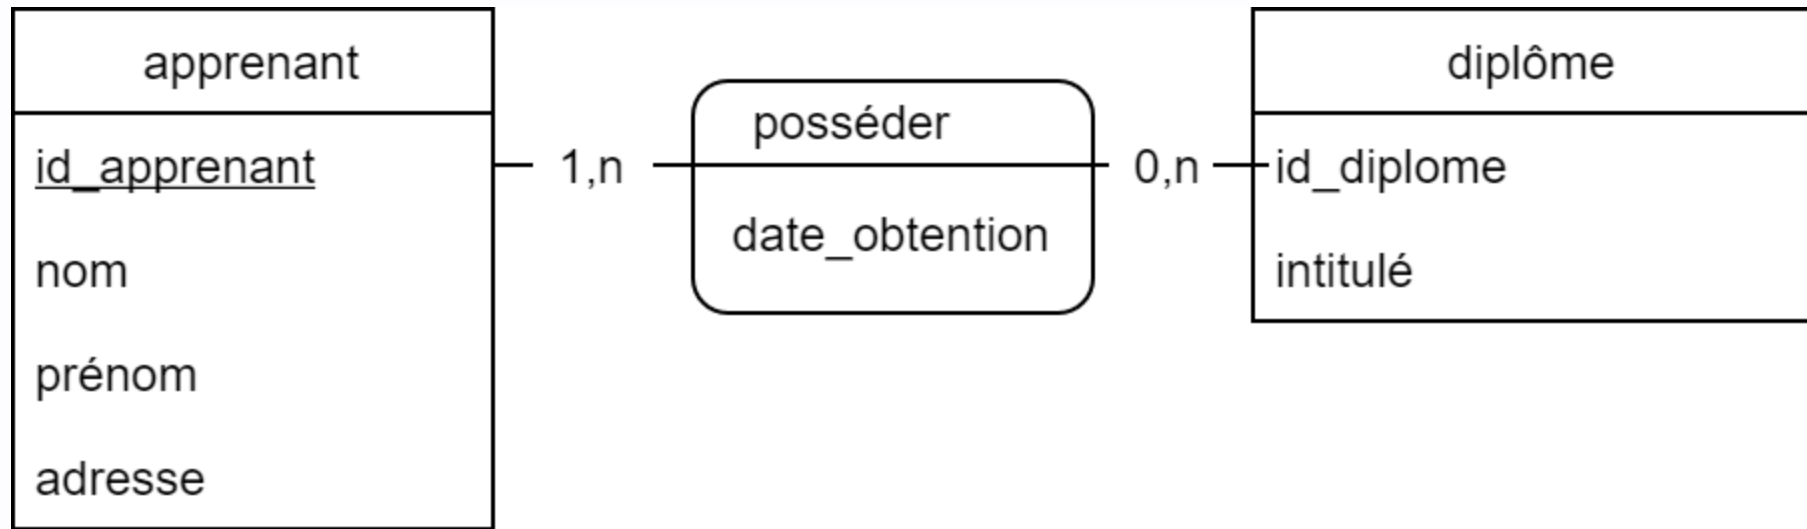 apprenant
id_apprenant
nom
prénom
adresse
1,n
posséder
date_obtention
0,n
diplôme
id_diplome
intitulé